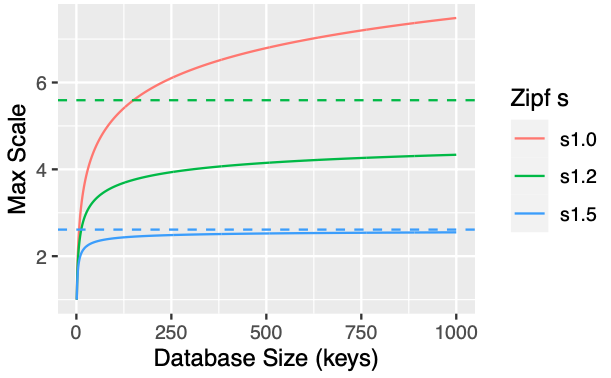 6
4
2
0
250
500
750
1000
Database Size (keys)
Max Scale
Zipf s
s1.0
s1.2
s1.5